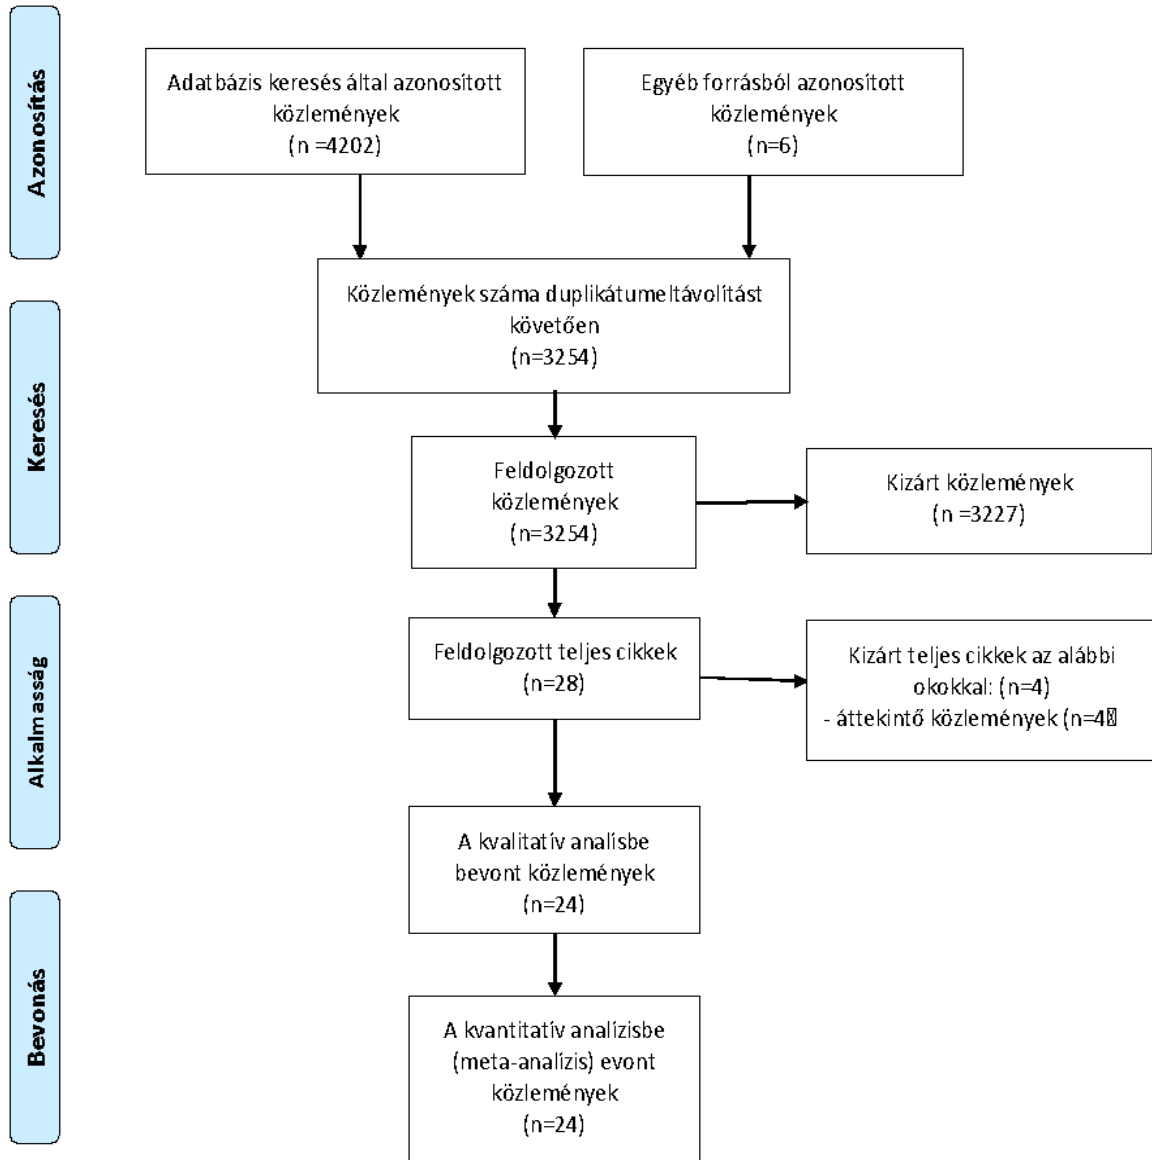 Azonosítás
Adatbázis keresés által azonosított
közlemények
(n =4202)
Egyéb forrásból azonosított
közlemények
(n=6)
Közlemények száma duplikátumeltávolítást
követően
(n=3254)
Keresés
Feldolgozott
közlemények
(n=3254)
Kizárt közlemények
(n =3227)
Alkalmasság
Feldolgozott teljes cikkek
(n=28)
Kizárt teljes cikkek az alábbi
okokkal: (n=4)
- áttekintő közlemények (n=4
A kvalitatív analísbe
bevont közlemények
(n=24)
Bevonás
A kvantitatív analízisbe
(meta-analízis) evont
közlemények
(n=24)